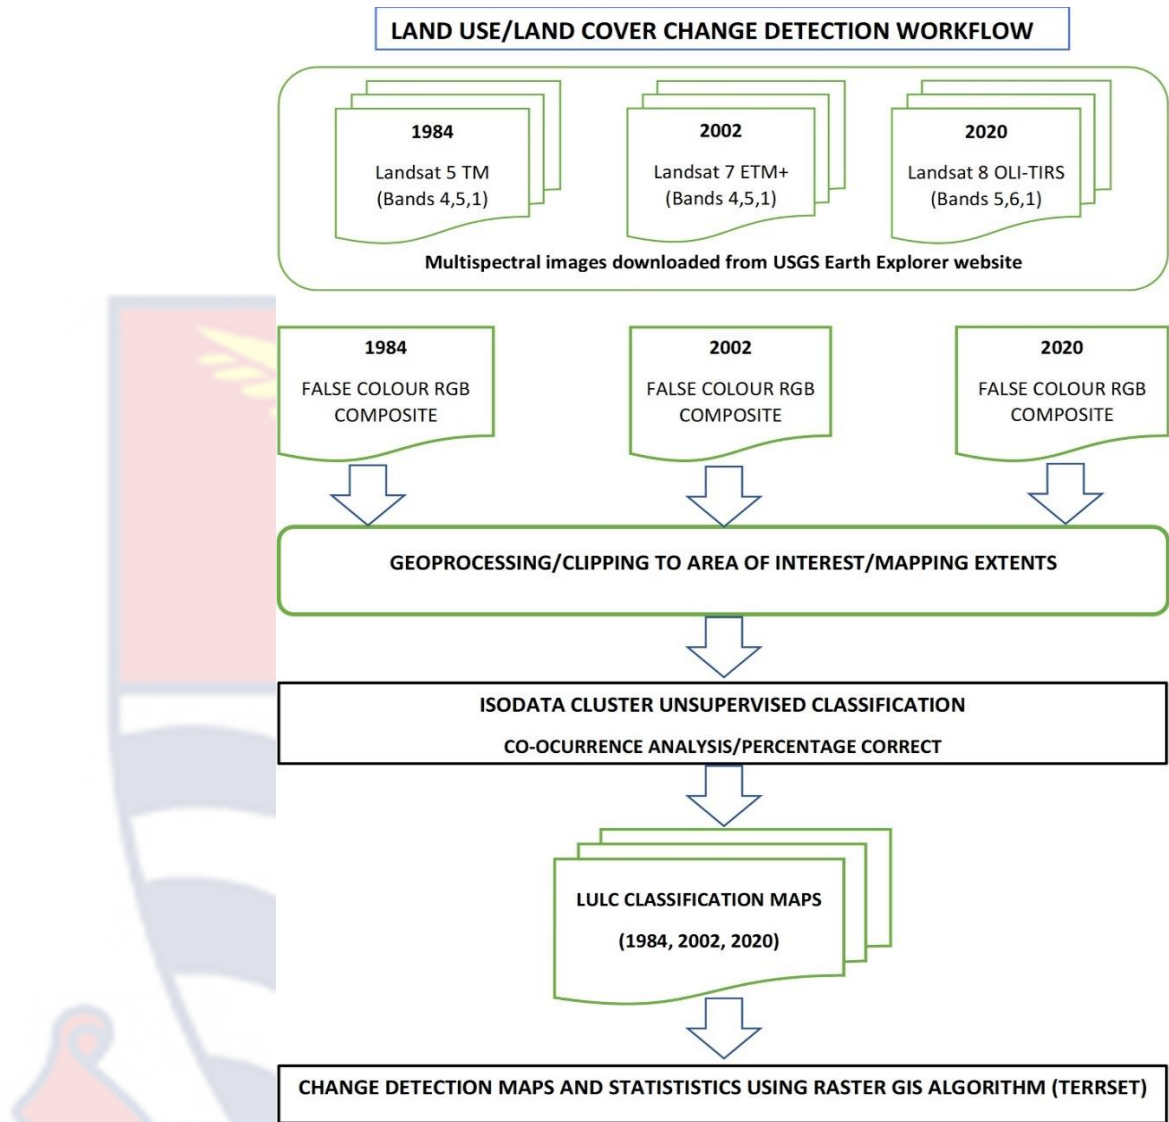 LAND USE/LAND COVER CHANGE DETECTION WORKFLOW
1984
Landsat 5 TM
(Bands 4,5,1)
2002
Landsat 7 ETM+
(Bands 4,5,1)
2020
Landsat 8 OLI-TIRS
(Bands 5,6,1)
Multispectral images downloaded from USGS Earth Explorer website
1984
FALSE COLOUR RGB
COMPOSITE
2002
FALSE COLOUR RGB
COMPOSITE
2020
FALSE COLOUR RGB
COMPOSITE
GEOPROCESSING/CLIPPING TO AREA OF INTEREST/MAPPING EXTENTS
ISODATA CLUSTER UNSUPERVISED CLASSIFICATION
CO-OCURRENCE ANALYSIS/PERCENTAGE CORRECT
LULC CLASSIFICATION MAPS
(1984, 2002, 2020)
CHANGE DETECTION MAPS AND STATISTISTICS USING RASTER GIS ALGORITHM (TERRSET)